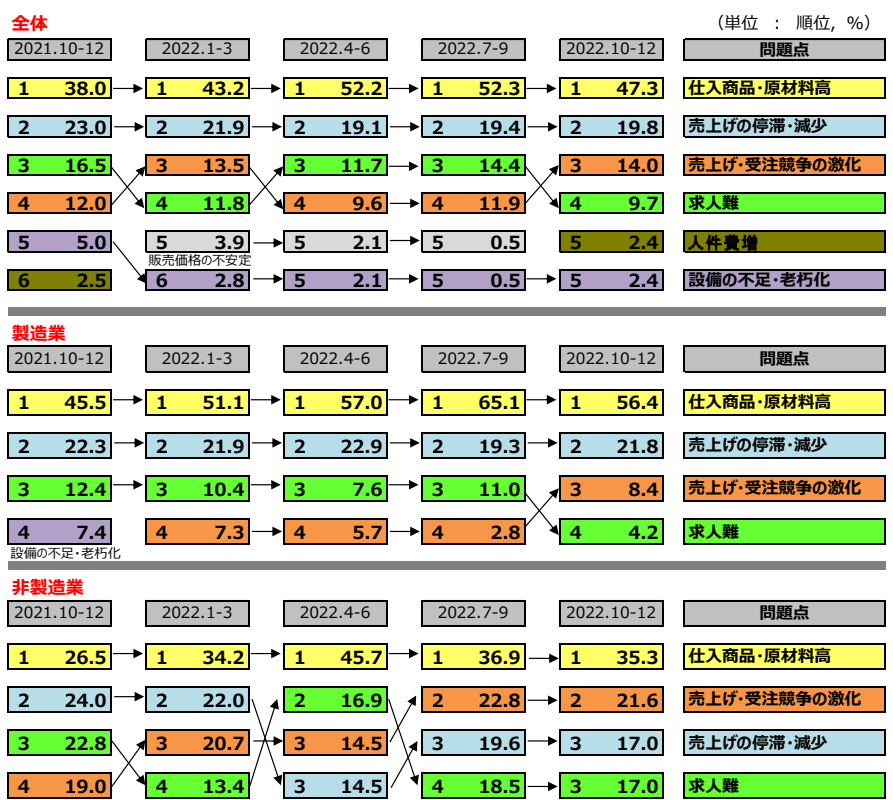 全体
（単位 ： 順位，％）
2021.10-12 2022.1-3 2022.4-6 2022.7-9 2022.10-12 問題点
1 38.0 1 43.2 1 52.2 1 52.3 1 47.3 仕入商品・原材料高
2 23.0 2 21.9 2 19.1 2 19.4 2 19.8 売上げの停滞・減少
3 16.5 3 13.5 3 11.7 3 14.4 3 14.0 売上げ・受注競争の激化
4 12.0 4 11.8 4 9.6 4 11.9 4 9.7 求人難
5 5.0 5 3.9 5 2.1 5 0.5 5 2.4 人件費増
販売価格の不安定
6 2.5 6 2.8 5 2.1 5 0.5 5 2.4 設備の不足・老朽化
製造業
2021.10-12 2022.1-3 2022.4-6 2022.7-9 2022.10-12 問題点
1 45.5 1 51.1 1 57.0 1 65.1 1 56.4 仕入商品・原材料高
2 22.3 2 21.9 2 22.9 2 19.3 2 21.8 売上げの停滞・減少
3 12.4 3 10.4 3 7.6 3 11.0 3 8.4 売上げ・受注競争の激化
4 7.4 4 7.3 4 5.7 4 2.8 4 4.2 求人難
設備の不足・老朽化
非製造業
2021.10-12 2022.1-3 2022.4-6 2022.7-9 2022.10-12 問題点
1 26.5 1 34.2 1 45.7 1 36.9 1 35.3 仕入商品・原材料高
2 24.0 2 22.0 2 16.9 2 22.8 2 21.6 売上げ・受注競争の激化
3 22.8 3 20.7 3 14.5 3 19.6 3 17.0 売上げの停滞・減少
4 19.0 4 13.4 3 14.5 4 18.5 3 17.0 求人難